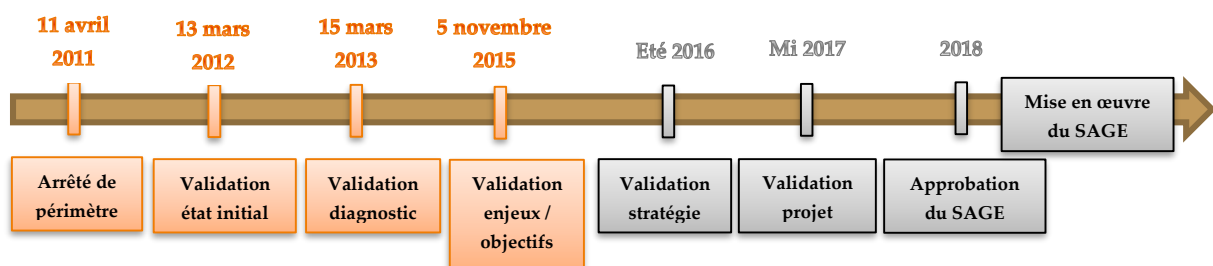 11 avril
2011
13 mars
2012
15 mars
2013
5 novembre
2015
Eté 2016
Mi 2017
2018
Mise en œuvre
du SAGE
Arrêté de
périmètre
Validation
état initial
Validation
diagnostic
Validation
enjeux /
objectifs
Validation
stratégie
Validation
projet
Approbation
du SAGE